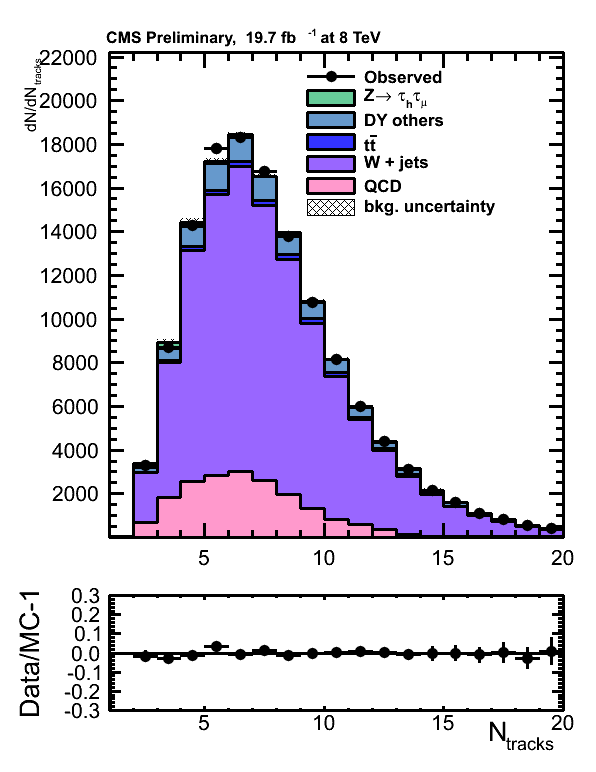 CMS Preliminary, 19.7 fb -1 at 8 TeV
dN/dNtracks
22000
20000
18000
16000
14000
12000
10000
8000
6000
4000
2000
Observed
Z→ τhτμ
DY others
tt̄
W + jets
QCD
bkg. uncertainty
5 10 15 20
Data/MC-1
0.3
0.2
0.1
0.0
-0.1
-0.2
-0.3
5 10 15 20
Ntracks